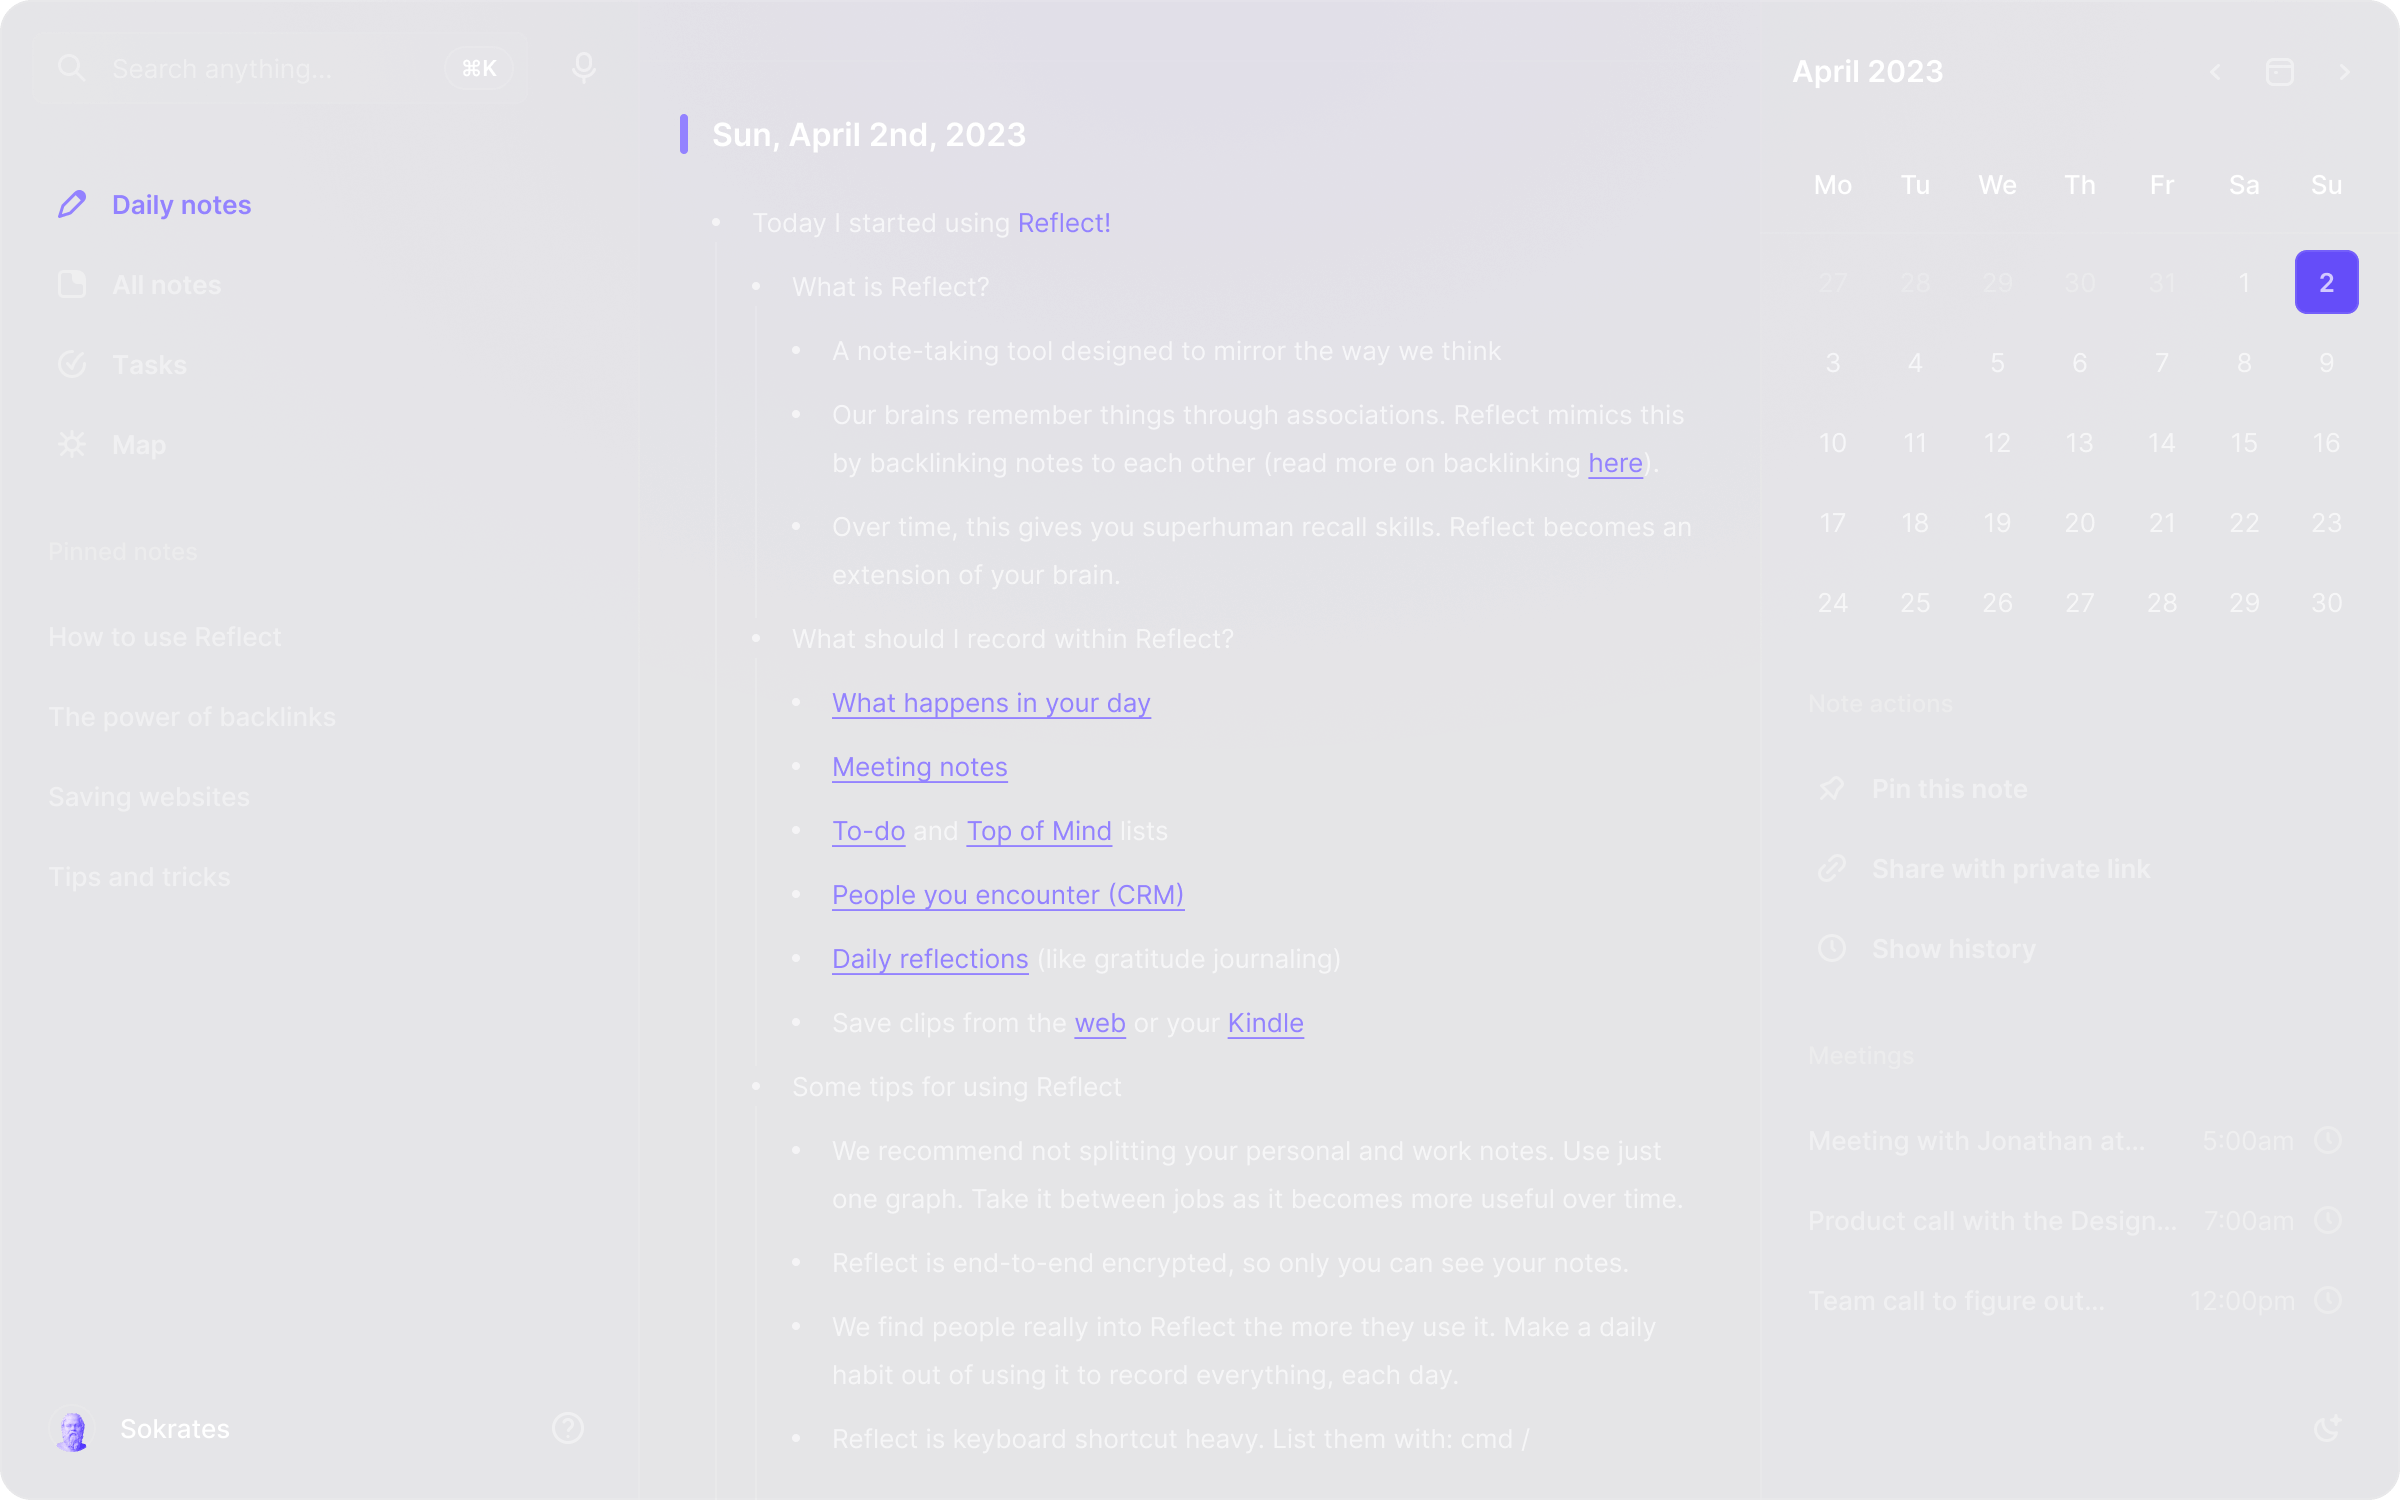 Search anything...
⌘K
Daily notes
All notes
Tasks
Map
Pinned notes
How to use Reflect
The power of backlinks
Saving websites
Tips and tricks
Sokrates
Sun, April 2nd, 2023
Today I started using Reflect!
What is Reflect?
A note-taking tool designed to mirror the way we think
Our brains remember things through associations. Reflect mimics this
by backlinking notes to each other (read more on backlinking here).
Over time, this gives you superhuman recall skills. Reflect becomes an
extension of your brain.
What should I record within Reflect?
What happens in your day
Meeting notes
To-do and Top of Mind lists
People you encounter (CRM)
Daily reflections (like gratitude journaling)
Save clips from the web or your Kindle
Some tips for using Reflect
We recommend not splitting your personal and work notes. Use just
one graph. Take it between jobs as it becomes more useful over time.
Reflect is end-to-end encrypted, so only you can see your notes.
We find people really into Reflect the more they use it. Make a daily
habit out of using it to record everything, each day.
Reflect is keyboard shortcut heavy. List them with: cmd /
April 2023
Mo Tu We Th Fr Sa Su
27 28 29 30 31 1 2
3 4 5 6 7 8 9
10 11 12 13 14 15 16
17 18 19 20 21 22 23
24 25 26 27 28 29 30
Note actions
Pin this note
Share with private link
Show history
Meetings
Meeting with Jonathan at... 5:00am
Product call with the Design... 7:00am
Team call to figure out... 12:00pm